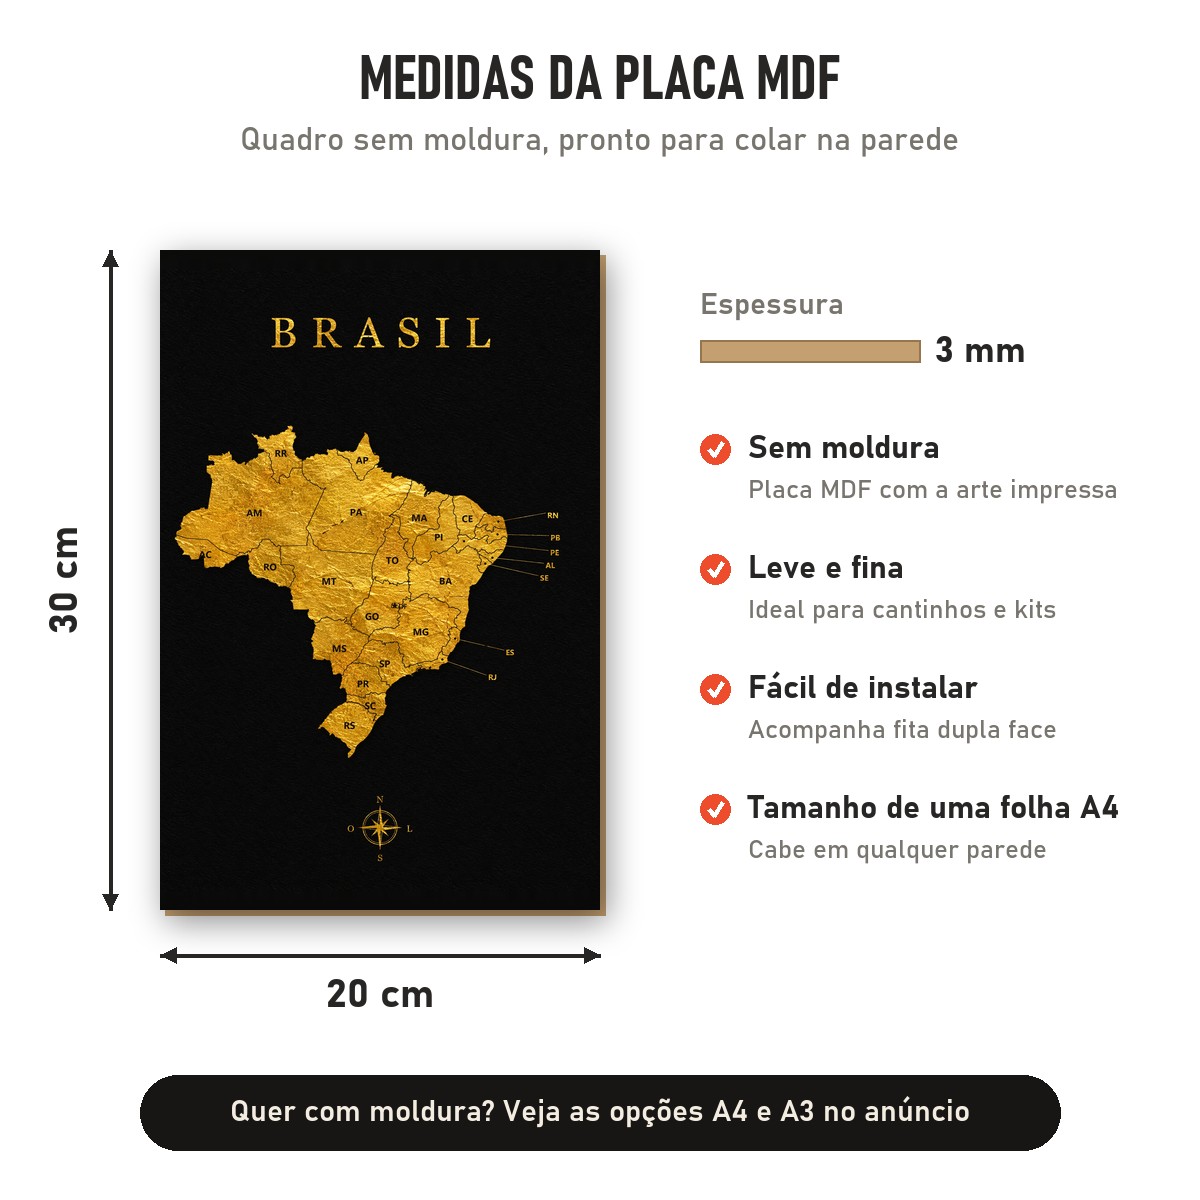 MEDIDAS DA PLACA MDF
Quadro sem moldura, pronto para colar na parede
30 cm
BRASIL
RR
AP
AM
PA
MA
CE
RN
PI
PB
PE
AC
RO
TO
AL
MT
BA
SE
DF
GO
MG
MS
ES
SP
RJ
PR
SC
RS
N
O
L
S
20 cm
Espessura
3 mm
Sem moldura
Placa MDF com a arte impressa
Leve e fina
Ideal para cantinhos e kits
Fácil de instalar
Acompanha fita dupla face
Tamanho de uma folha A4
Cabe em qualquer parede
Quer com moldura? Veja as opções A4 e A3 no anúncio